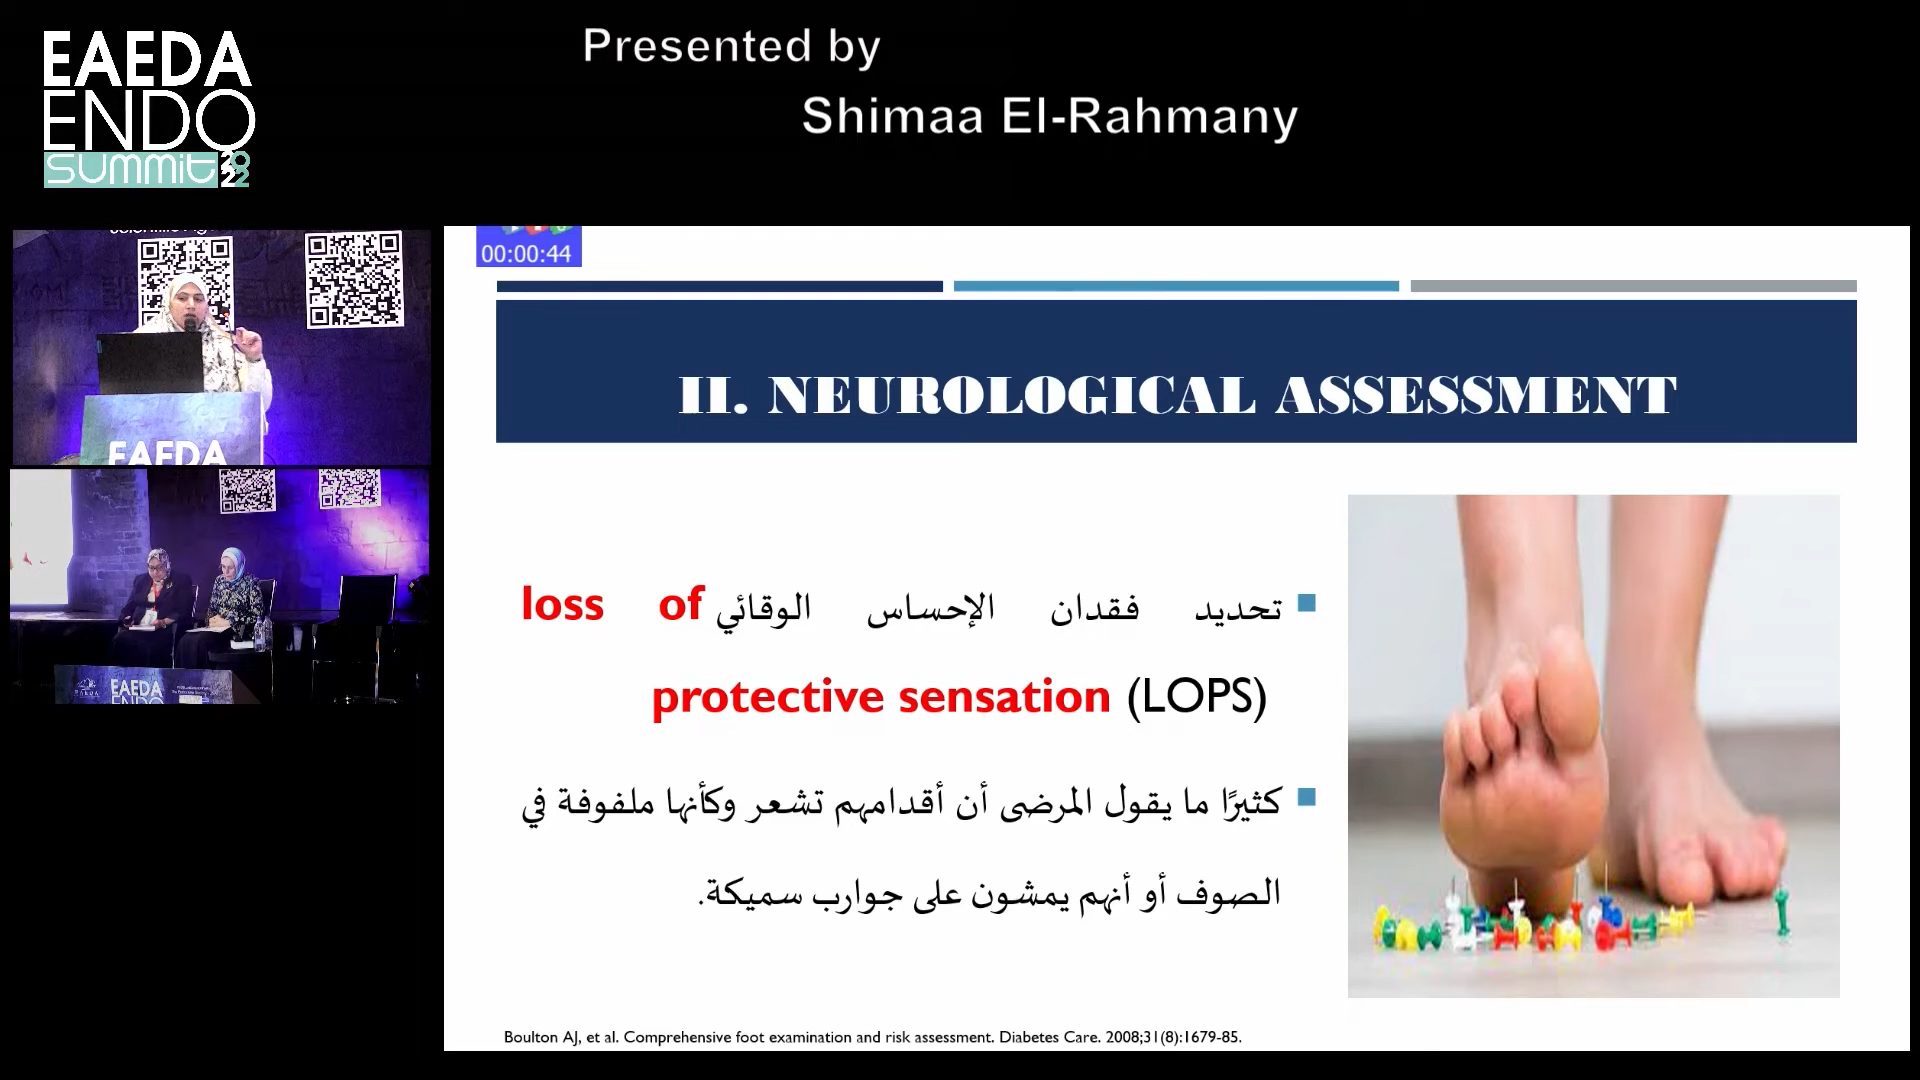 EAEDA
ENDO
summit 2022
Presented by
Shimaa El-Rahmany
00:00:44
II. NEUROLOGICAL ASSESSMENT
تحديد فقدان الإحساس الوقائي loss of
protective sensation (LOPS)
كثيرًا ما يقول المرضى أن أقدامهم تشعر وكأنها ملفوفة في
الصوف أو أنهم يمشون على جوارب سميكة.
Boulton AJ, et al. Comprehensive foot examination and risk assessment. Diabetes Care. 2008;31(8):1679-85.
EAEDA
EAEDA
ENDO